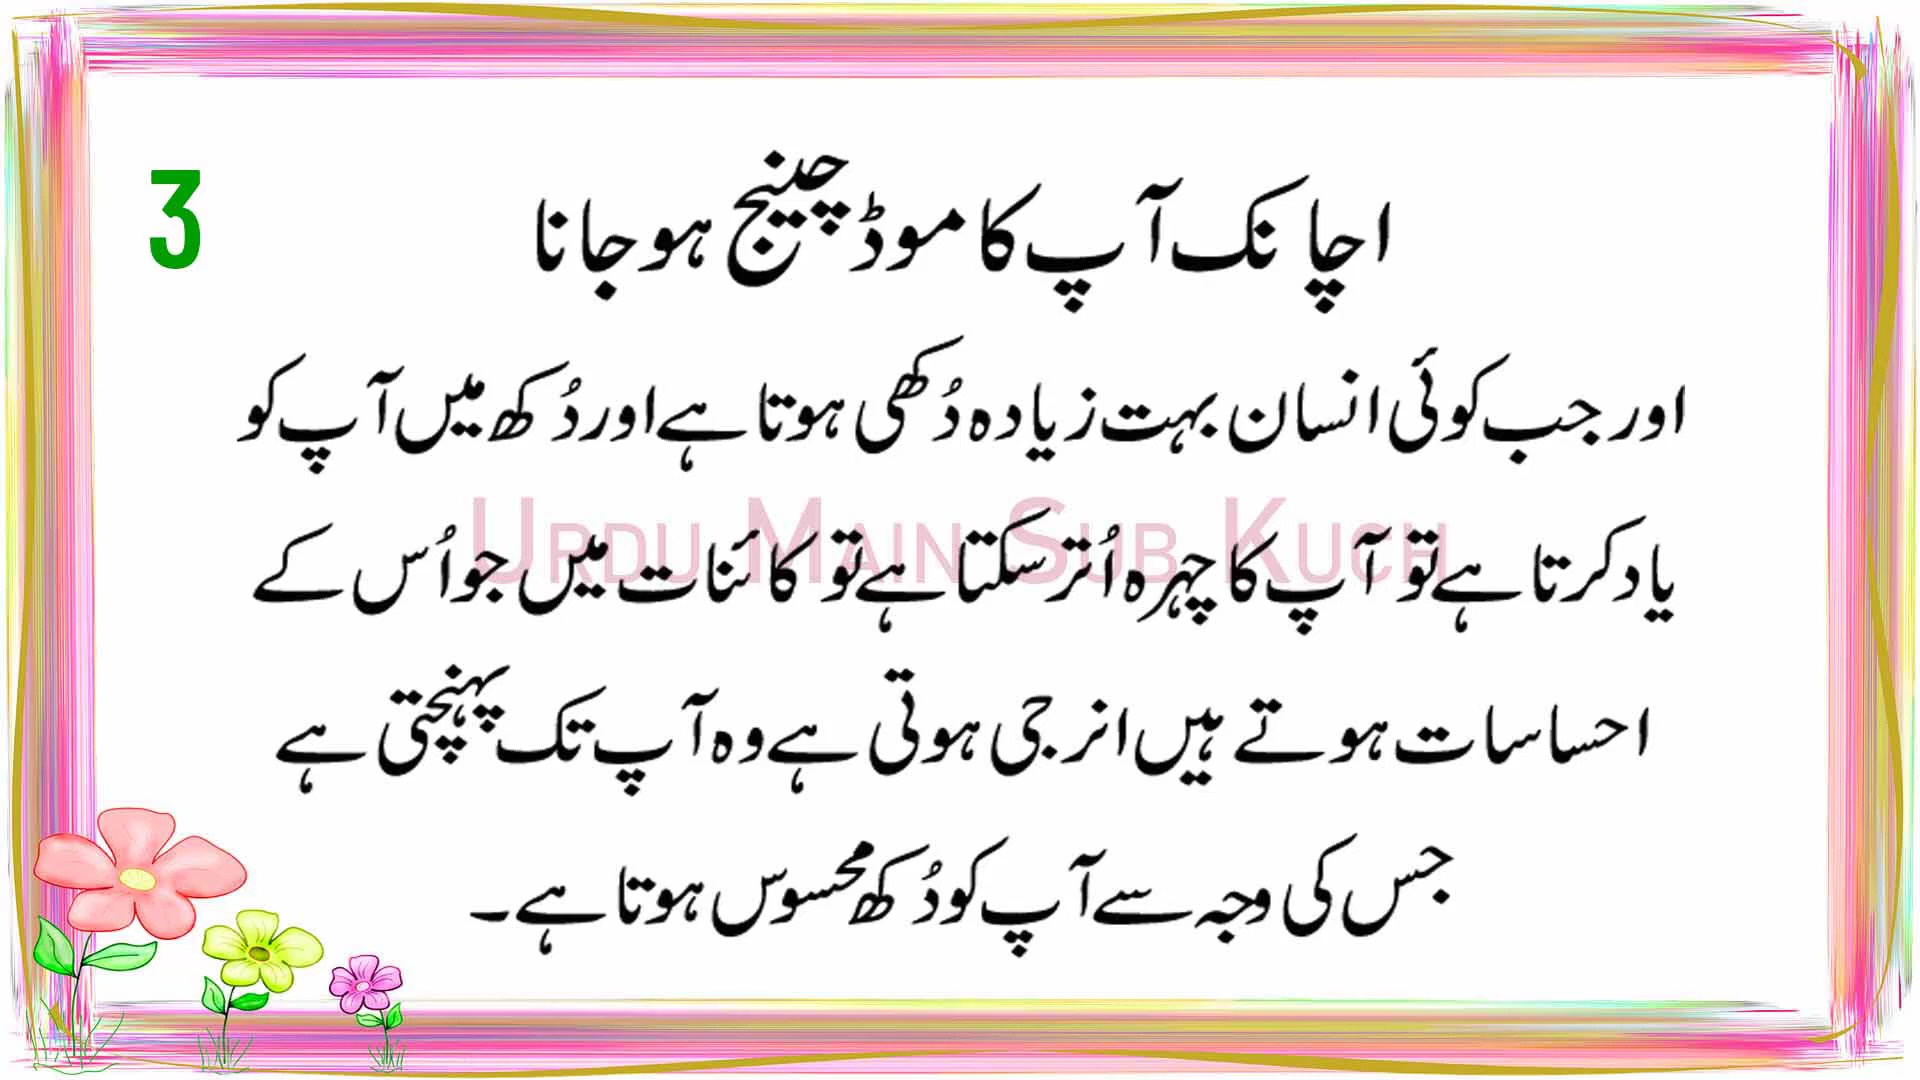 3
اچانک آپ کا موڈ چینج ہو جانا
اور جب کوئی انسان بہت زیادہ دُکھی ہوتا ہے اور دُکھ میں آپ کو
یاد کرتا ہے تو آپ کا چہرہ اُتر سکتا ہے تو کائنات میں جو اُس کے
Urdu Main Sub Kuch
احساسات ہوتے ہیں انرجی ہوتی ہے وہ آپ تک پہنچتی ہے
جس کی وجہ سے آپ کو دُکھ محسوس ہوتا ہے۔